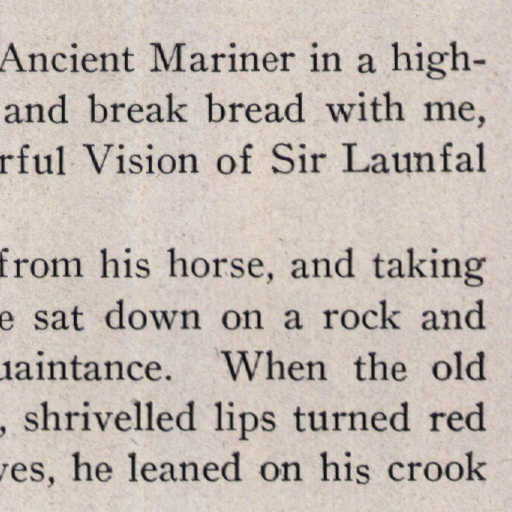 Ancient Mariner in a high-
and break bread with me,
rful Vision of Sir Launfal
from his horse, and taking
e sat down on a rock and
uaintance. When the old
, shrivelled lips turned red
yes, he leaned on his crook